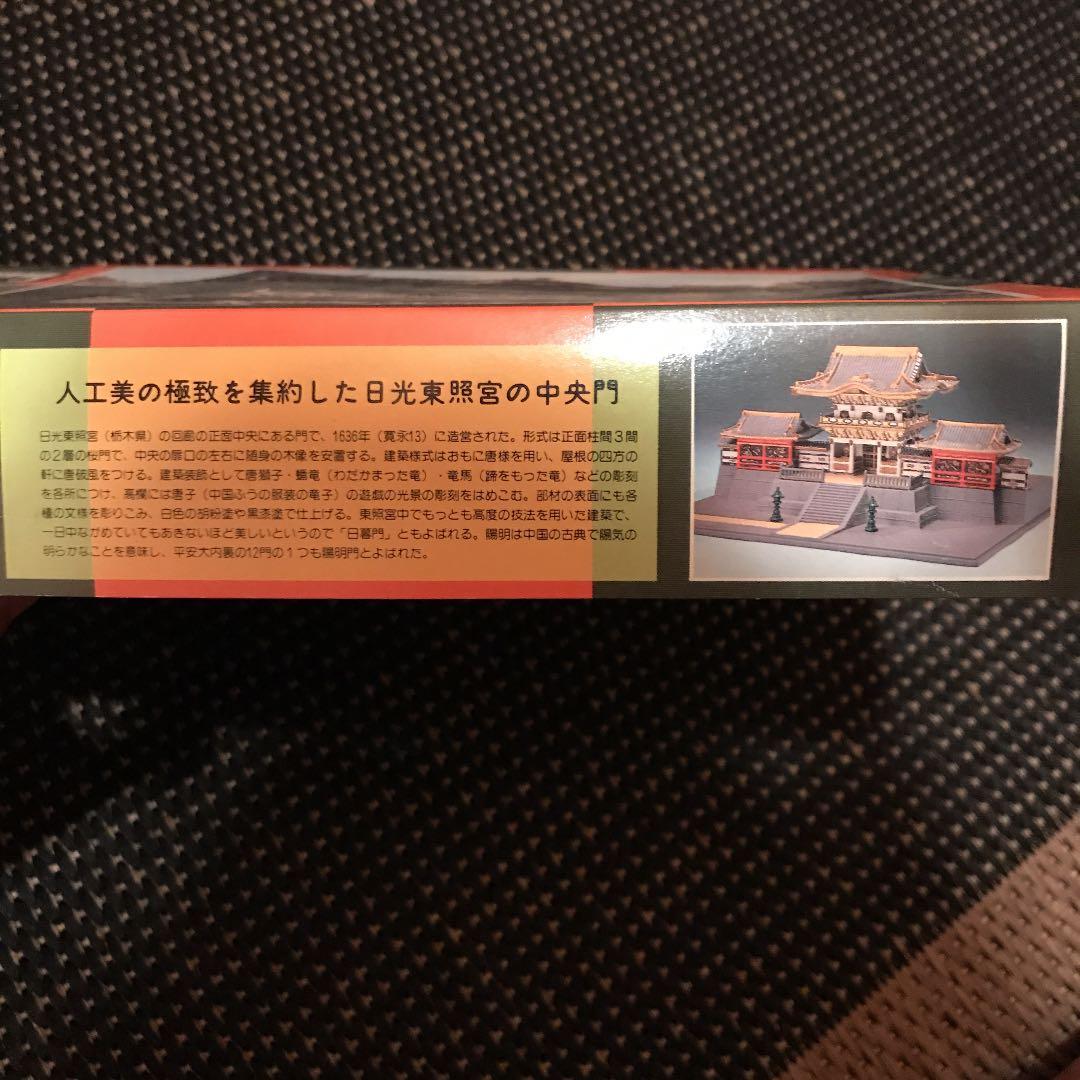 人工美の極致を集約した日光東照宮の中央門
日光東照宮（栃木県）の回廊の正面中央にある門で、1636年（寛永13）に造営された。形式は正面柱間3間
の2層の桜門で、中央の扉口の左右に随身の木像を安置する。建築様式はおもに唐様を用い、屋根の四方の
軒に唐破風をつける。建築装飾として唐獅子・蟠竜（わだかまった竜）・竜馬（蹄をもった竜）などの彫刻
を各所につけ、高欄には唐子（中国ふうの服装の竜子）の遊戯の光景の彫刻をはめこむ。部材の表面にも各
種の文様を彫りこみ、白色の胡粉塗や黒漆塗で仕上げる。東照宮中でもっとも高度の技法を用いた建築で、
一日中ながめていてもあきないほど美しいというので「日暮門」ともよばれる。陽明は中国の古典で陽気の
明らかなことを意味し、平安大内裏の12門の1つも陽明門とよばれた。